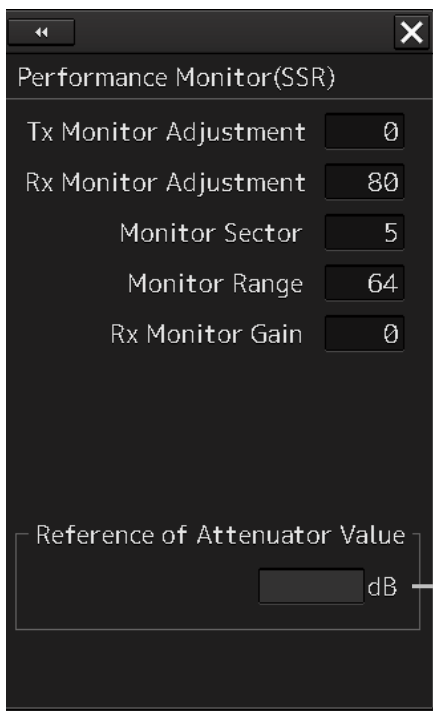 Performance Monitor(SSR)
Tx Monitor Adjustment 0
Rx Monitor Adjustment 80
Monitor Sector 5
Monitor Range 64
Rx Monitor Gain 0
Reference of Attenuator Value
dB